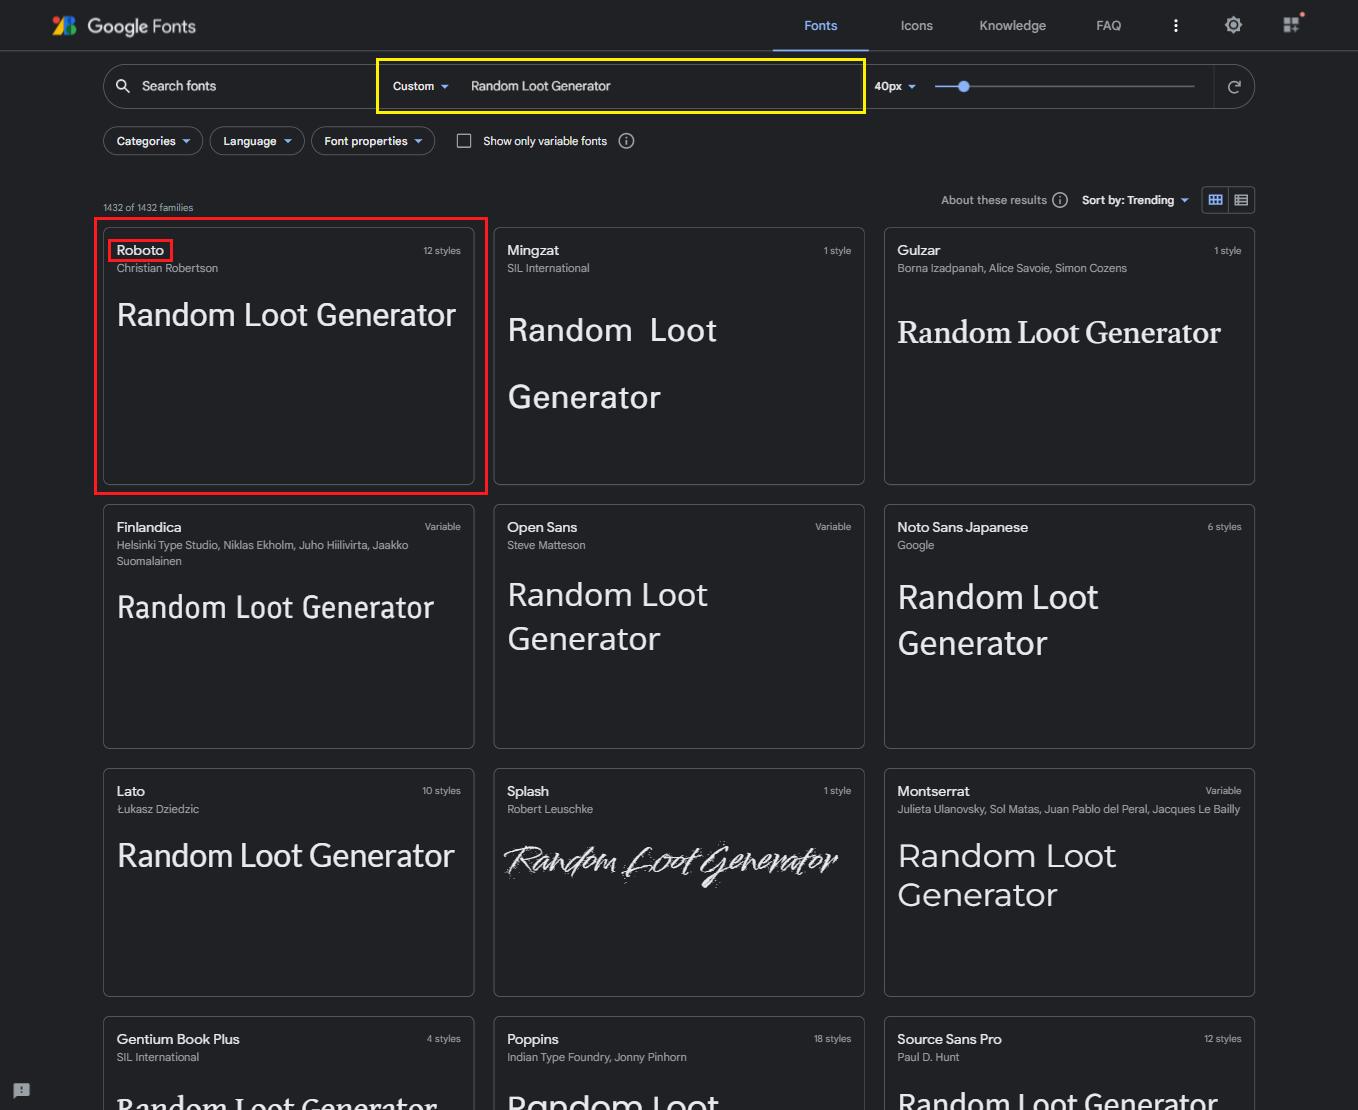 Google Fonts
Fonts
Icons
Knowledge
FAQ
Search fonts
Custom
Random Loot Generator
40px
Categories
Language
Font properties
Show only variable fonts
1432 of 1432 families
About these results
Sort by: Trending
Roboto
12 styles
Christian Robertson
Random Loot Generator
Mingzat
1 style
SIL International
Random Loot
Generator
Gulzar
1 style
Borna Izadpanah, Alice Savoie, Simon Cozens
Random Loot Generator
Finlandica
Variable
Helsinki Type Studio, Niklas Ekholm, Juho Hiilivirta, Jaakko
Suomalainen
Random Loot Generator
Open Sans
Variable
Steve Matteson
Random Loot
Generator
Noto Sans Japanese
6 styles
Google
Random Loot
Generator
Lato
10 styles
Łukasz Dziedzic
Random Loot Generator
Splash
1 style
Robert Leuschke
Random Loot Generator
Montserrat
Variable
Julieta Ulanovsky, Sol Matas, Juan Pablo del Peral, Jacques Le Bailly
Random Loot
Generator
Gentium Book Plus
4 styles
SIL International
Random Loot Generator
Poppins
18 styles
Indian Type Foundry, Jonny Pinhorn
Random Loot
Source Sans Pro
12 styles
Paul D. Hunt
Random Loot Generator